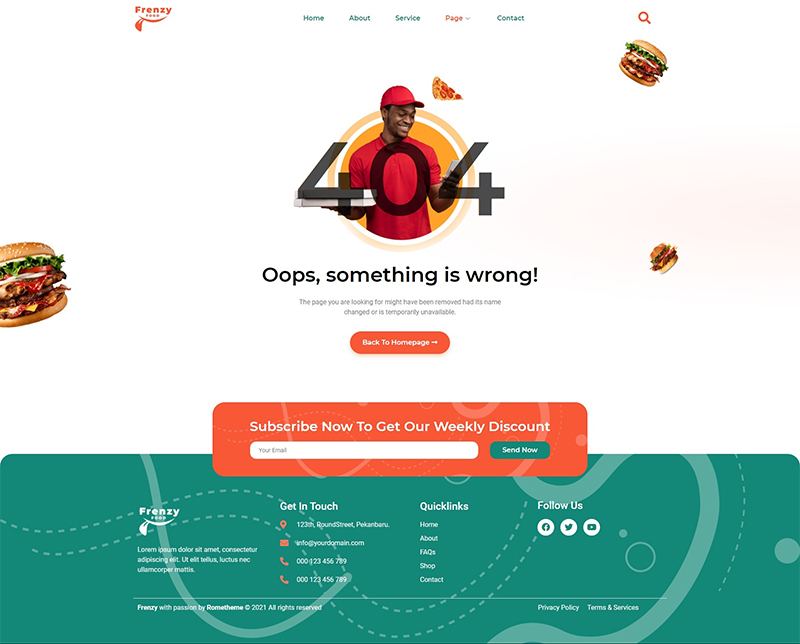 Frenzy
FOOD
Home About Service Page Contact
404
Oops, something is wrong!
The page you are looking for might have been removed had its name
changed or is temporarily unavailable.
Back To Homepage
Subscribe Now To Get Our Weekly Discount
Your Email
Send Now
Frenzy
FOOD
Lorem ipsum dolor sit amet, consectetur
adipiscing elit. Ut elit tellus, luctus nec
ullamcorper mattis.
Get In Touch
123th, RoundStreet, Pekanbaru.
info@yourdomain.com
000 123 456 789
000 123 456 789
Quicklinks
Home
About
FAQs
Shop
Contact
Follow Us
Frenzy with passion by Rometheme © 2021 All rights reserved
Privacy Policy Terms & Services